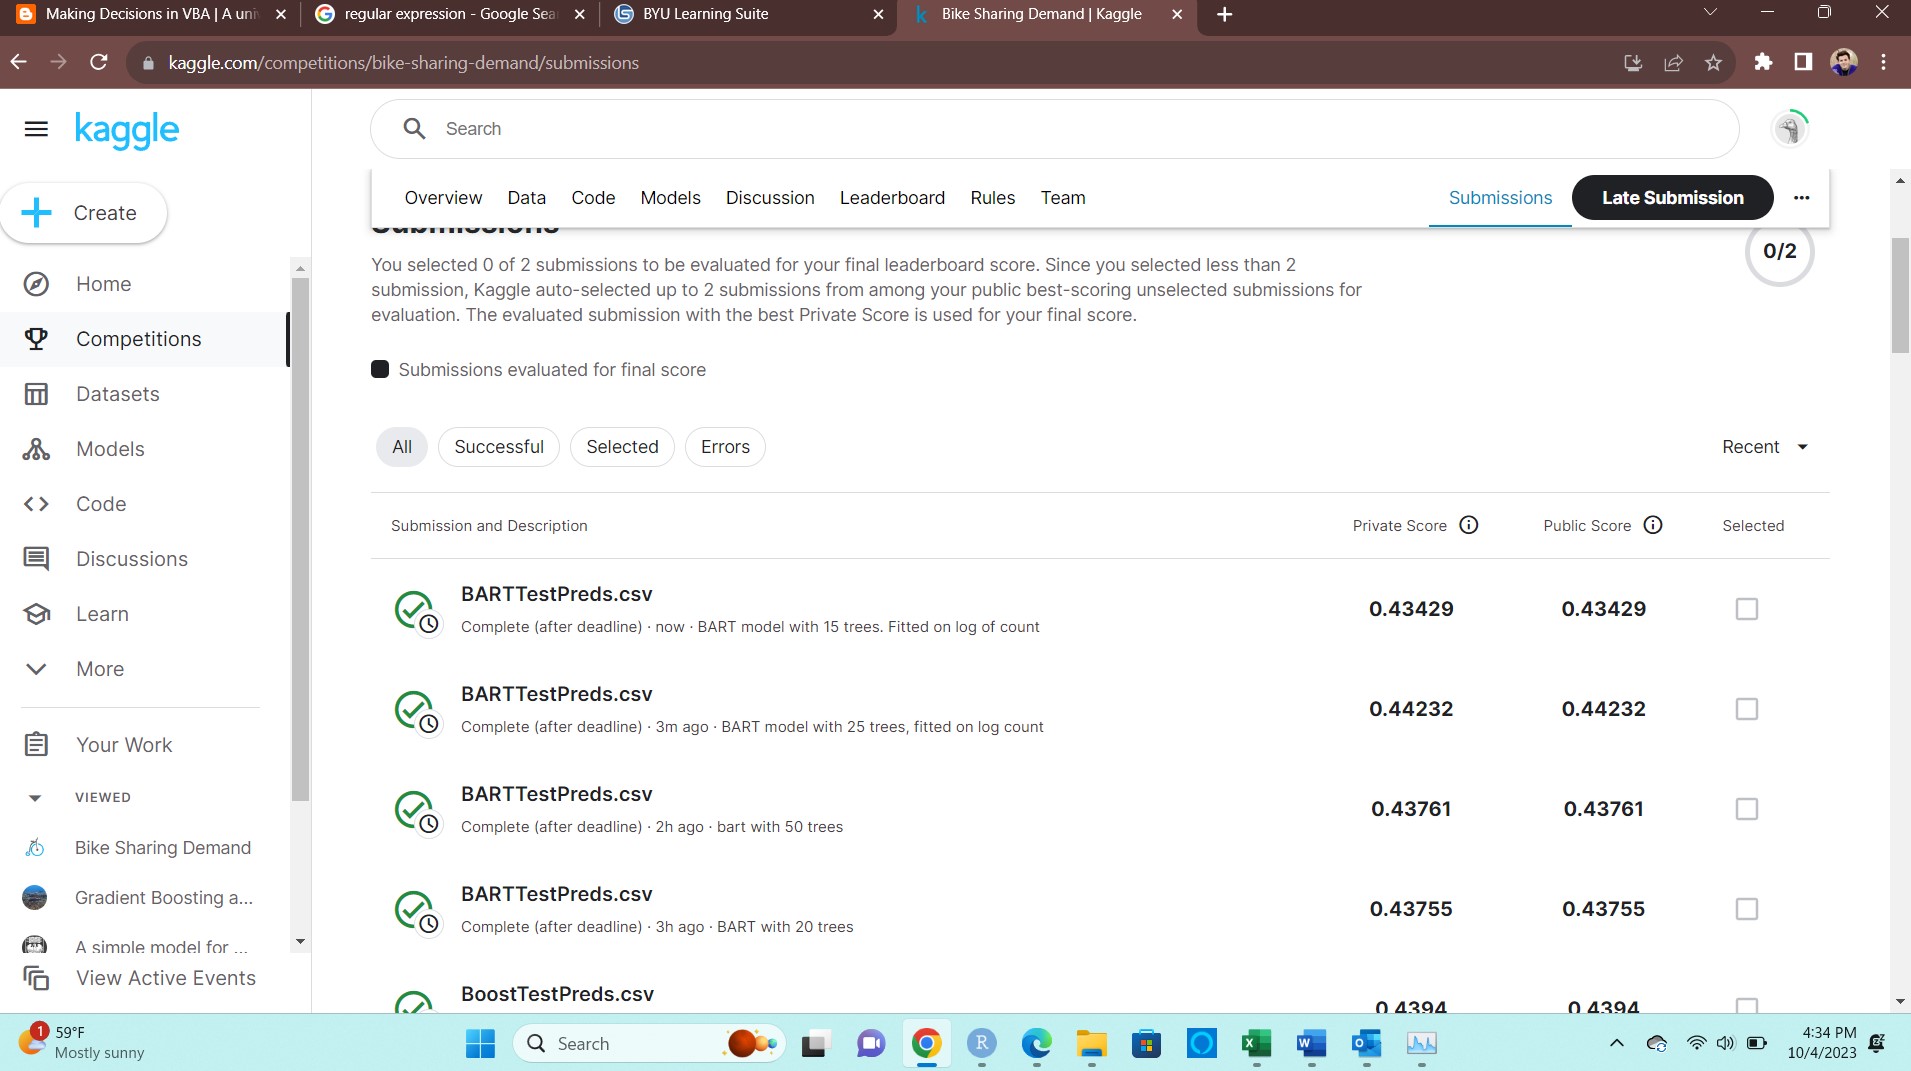 Making Decisions in VBA | A uni
regular expression - Google Sea
BYU Learning Suite
Bike Sharing Demand | Kaggle
kaggle.com/competitions/bike-sharing-demand/submissions
kaggle
Search
Create
Overview
Data
Code
Models
Discussion
Leaderboard
Rules
Team
Submissions
Late Submission
Submissions
0/2
You selected 0 of 2 submissions to be evaluated for your final leaderboard score. Since you selected less than 2
submission, Kaggle auto-selected up to 2 submissions from among your public best-scoring unselected submissions for
evaluation. The evaluated submission with the best Private Score is used for your final score.
Submissions evaluated for final score
All
Successful
Selected
Errors
Recent
Submission and Description
Private Score
Public Score
Selected
BARTTestPreds.csv
Complete (after deadline) · now · BART model with 15 trees. Fitted on log of count
0.43429
0.43429
BARTTestPreds.csv
Complete (after deadline) · 3m ago · BART model with 25 trees, fitted on log count
0.44232
0.44232
BARTTestPreds.csv
Complete (after deadline) · 2h ago · bart with 50 trees
0.43761
0.43761
BARTTestPreds.csv
Complete (after deadline) · 3h ago · BART with 20 trees
0.43755
0.43755
BoostTestPreds.csv
0.4394
0.4394
Home
Competitions
Datasets
Models
Code
Discussions
Learn
More
Your Work
VIEWED
Bike Sharing Demand
Gradient Boosting a...
A simple model for ...
View Active Events
1
59°F
Mostly sunny
Search
4:34 PM
10/4/2023